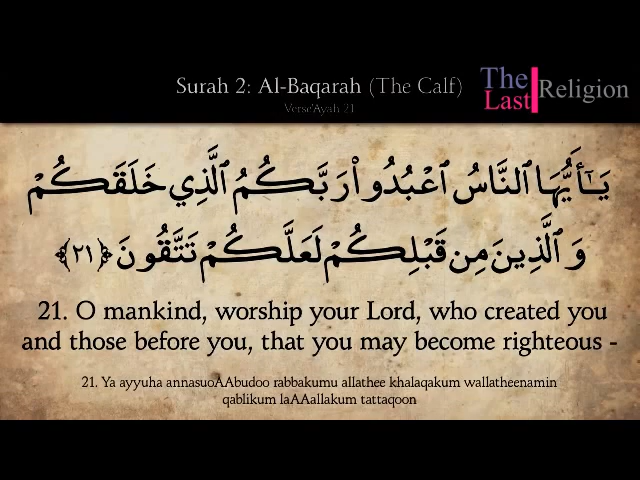 Surah 2: Al-Baqarah (The Calf)
Verse'Ayah 21
The
Last Religion
يَـٰٓأَيُّهَا ٱلنَّاسُ ٱعْبُدُوا۟ رَبَّكُمُ ٱلَّذِي خَلَقَكُمْ
وَٱلَّذِينَ مِن قَبْلِكُمْ لَعَلَّكُمْ تَتَّقُونَ ﴿٢١﴾
21. O mankind, worship your Lord, who created you
and those before you, that you may become righteous -
21. Ya ayyuha annasuoAAbudoo rabbakumu allathee khalaqakum wallatheenamin
qablikum laAAallakum tattaqoon